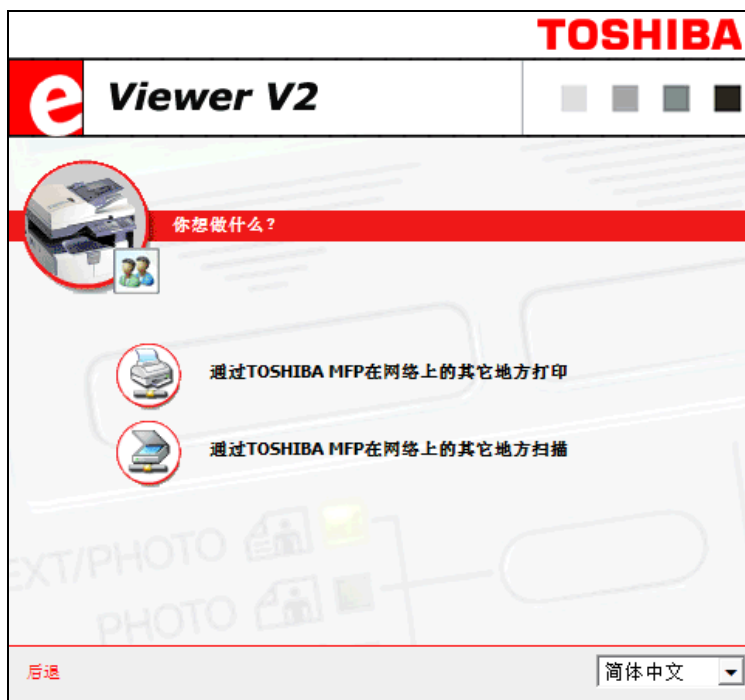 TOSHIBA
e Viewer V2
你想做什么？
通过TOSHIBA MFP在网络上的其它地方打印
通过TOSHIBA MFP在网络上的其它地方扫描
EXT/PHOTO
PHOTO
后退
简体中文